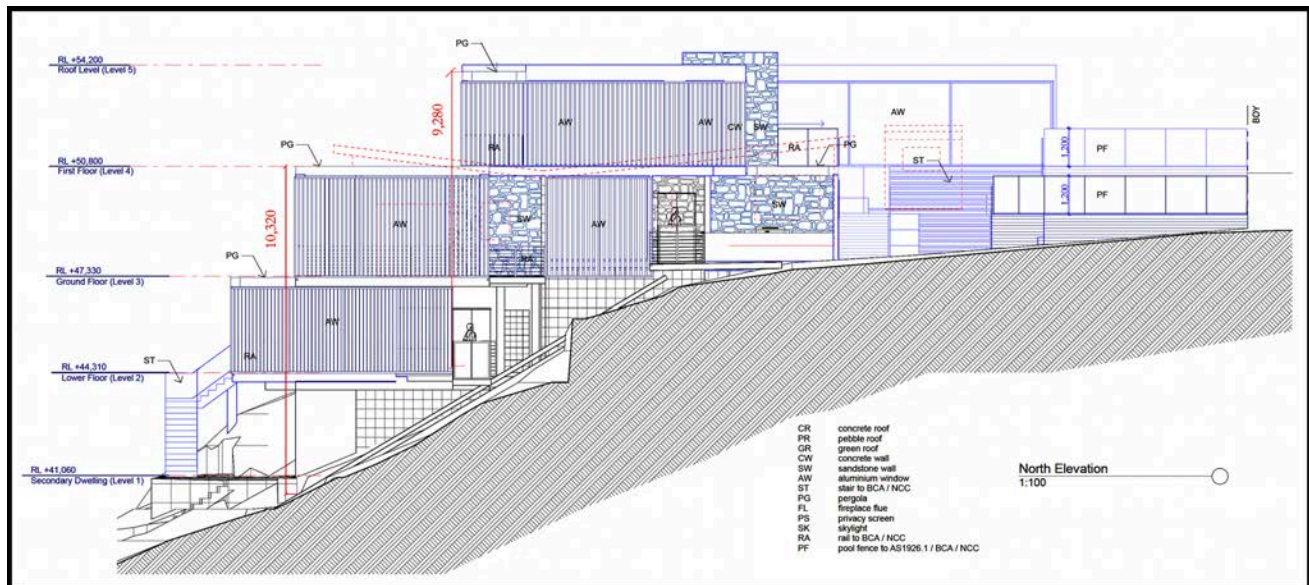 PG
RL +54,200
Roof Level (Level 5)
9,280
AW
AW
CW
SW
AW
BOY
RA
RA
PG
1,200
PF
RL +50,800
First Floor (Level 4)
PG
ST
10,320
AW
SW
AW
SW
1,200
PF
RA
PG
RL +47,330
Ground Floor (Level 3)
AW
RA
ST
RL +44,310
Lower Floor (Level 2)
RL +41,060
Secondary Dwelling (Level 1)
CR concrete roof
PR pebble roof
GR green roof
CW concrete wall
SW sandstone wall
AW aluminium window
ST stair to BCA / NCC
PG pergola
FL fireplace flue
PS privacy screen
SK skylight
RA rail to BCA / NCC
PF pool fence to AS1926.1 / BCA / NCC
North Elevation
1:100